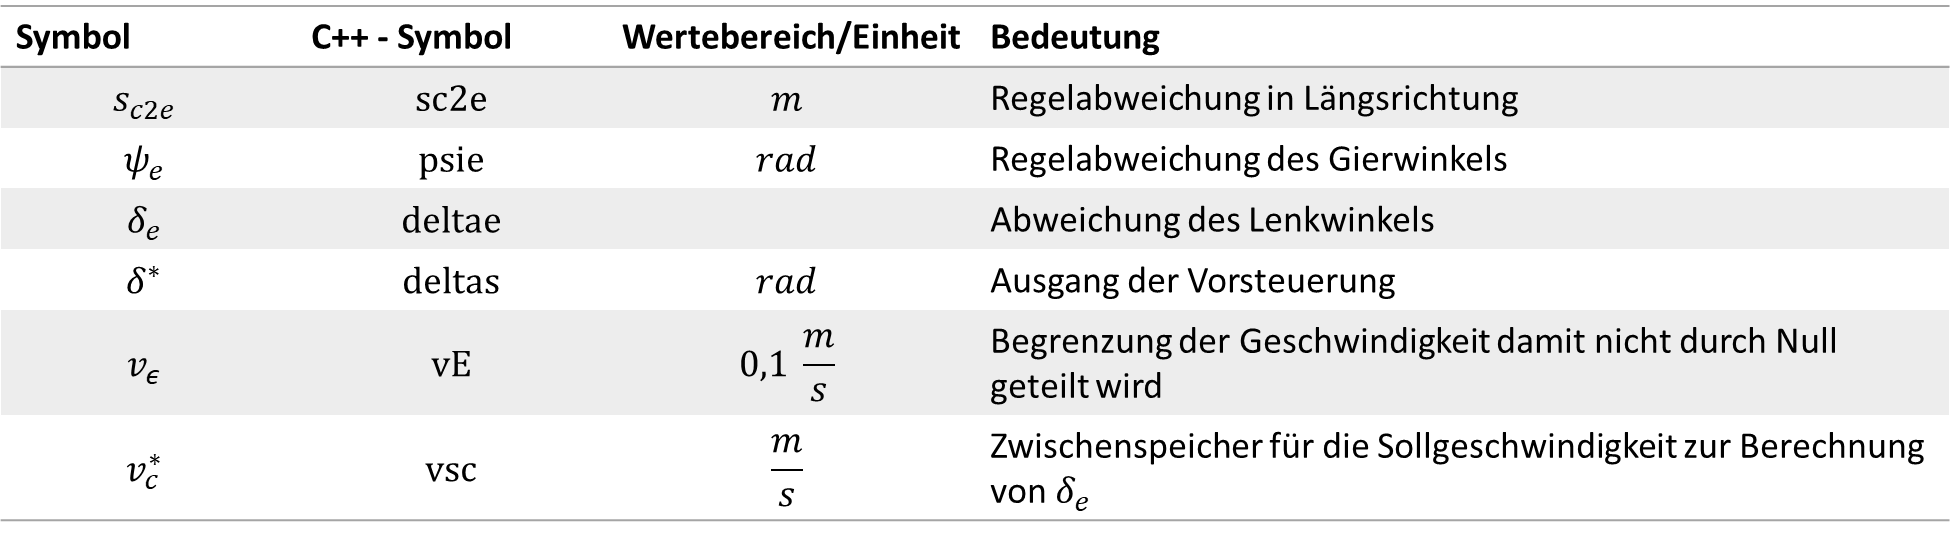 Symbol C++ - Symbol Wertebereich/Einheit Bedeutung
s_{c2e} sc2e m Regelabweichung in Längsrichtung
ψ_e psie rad Regelabweichung des Gierwinkels
δ_e deltae Abweichung des Lenkwinkels
δ* deltas rad Ausgang der Vorsteuerung
v_ϵ vE 0,1 m/s Begrenzung der Geschwindigkeit damit nicht durch Null
geteilt wird
v_c^* vsc m/s Zwischenspeicher für die Sollgeschwindigkeit zur Berechnung
von δ_e